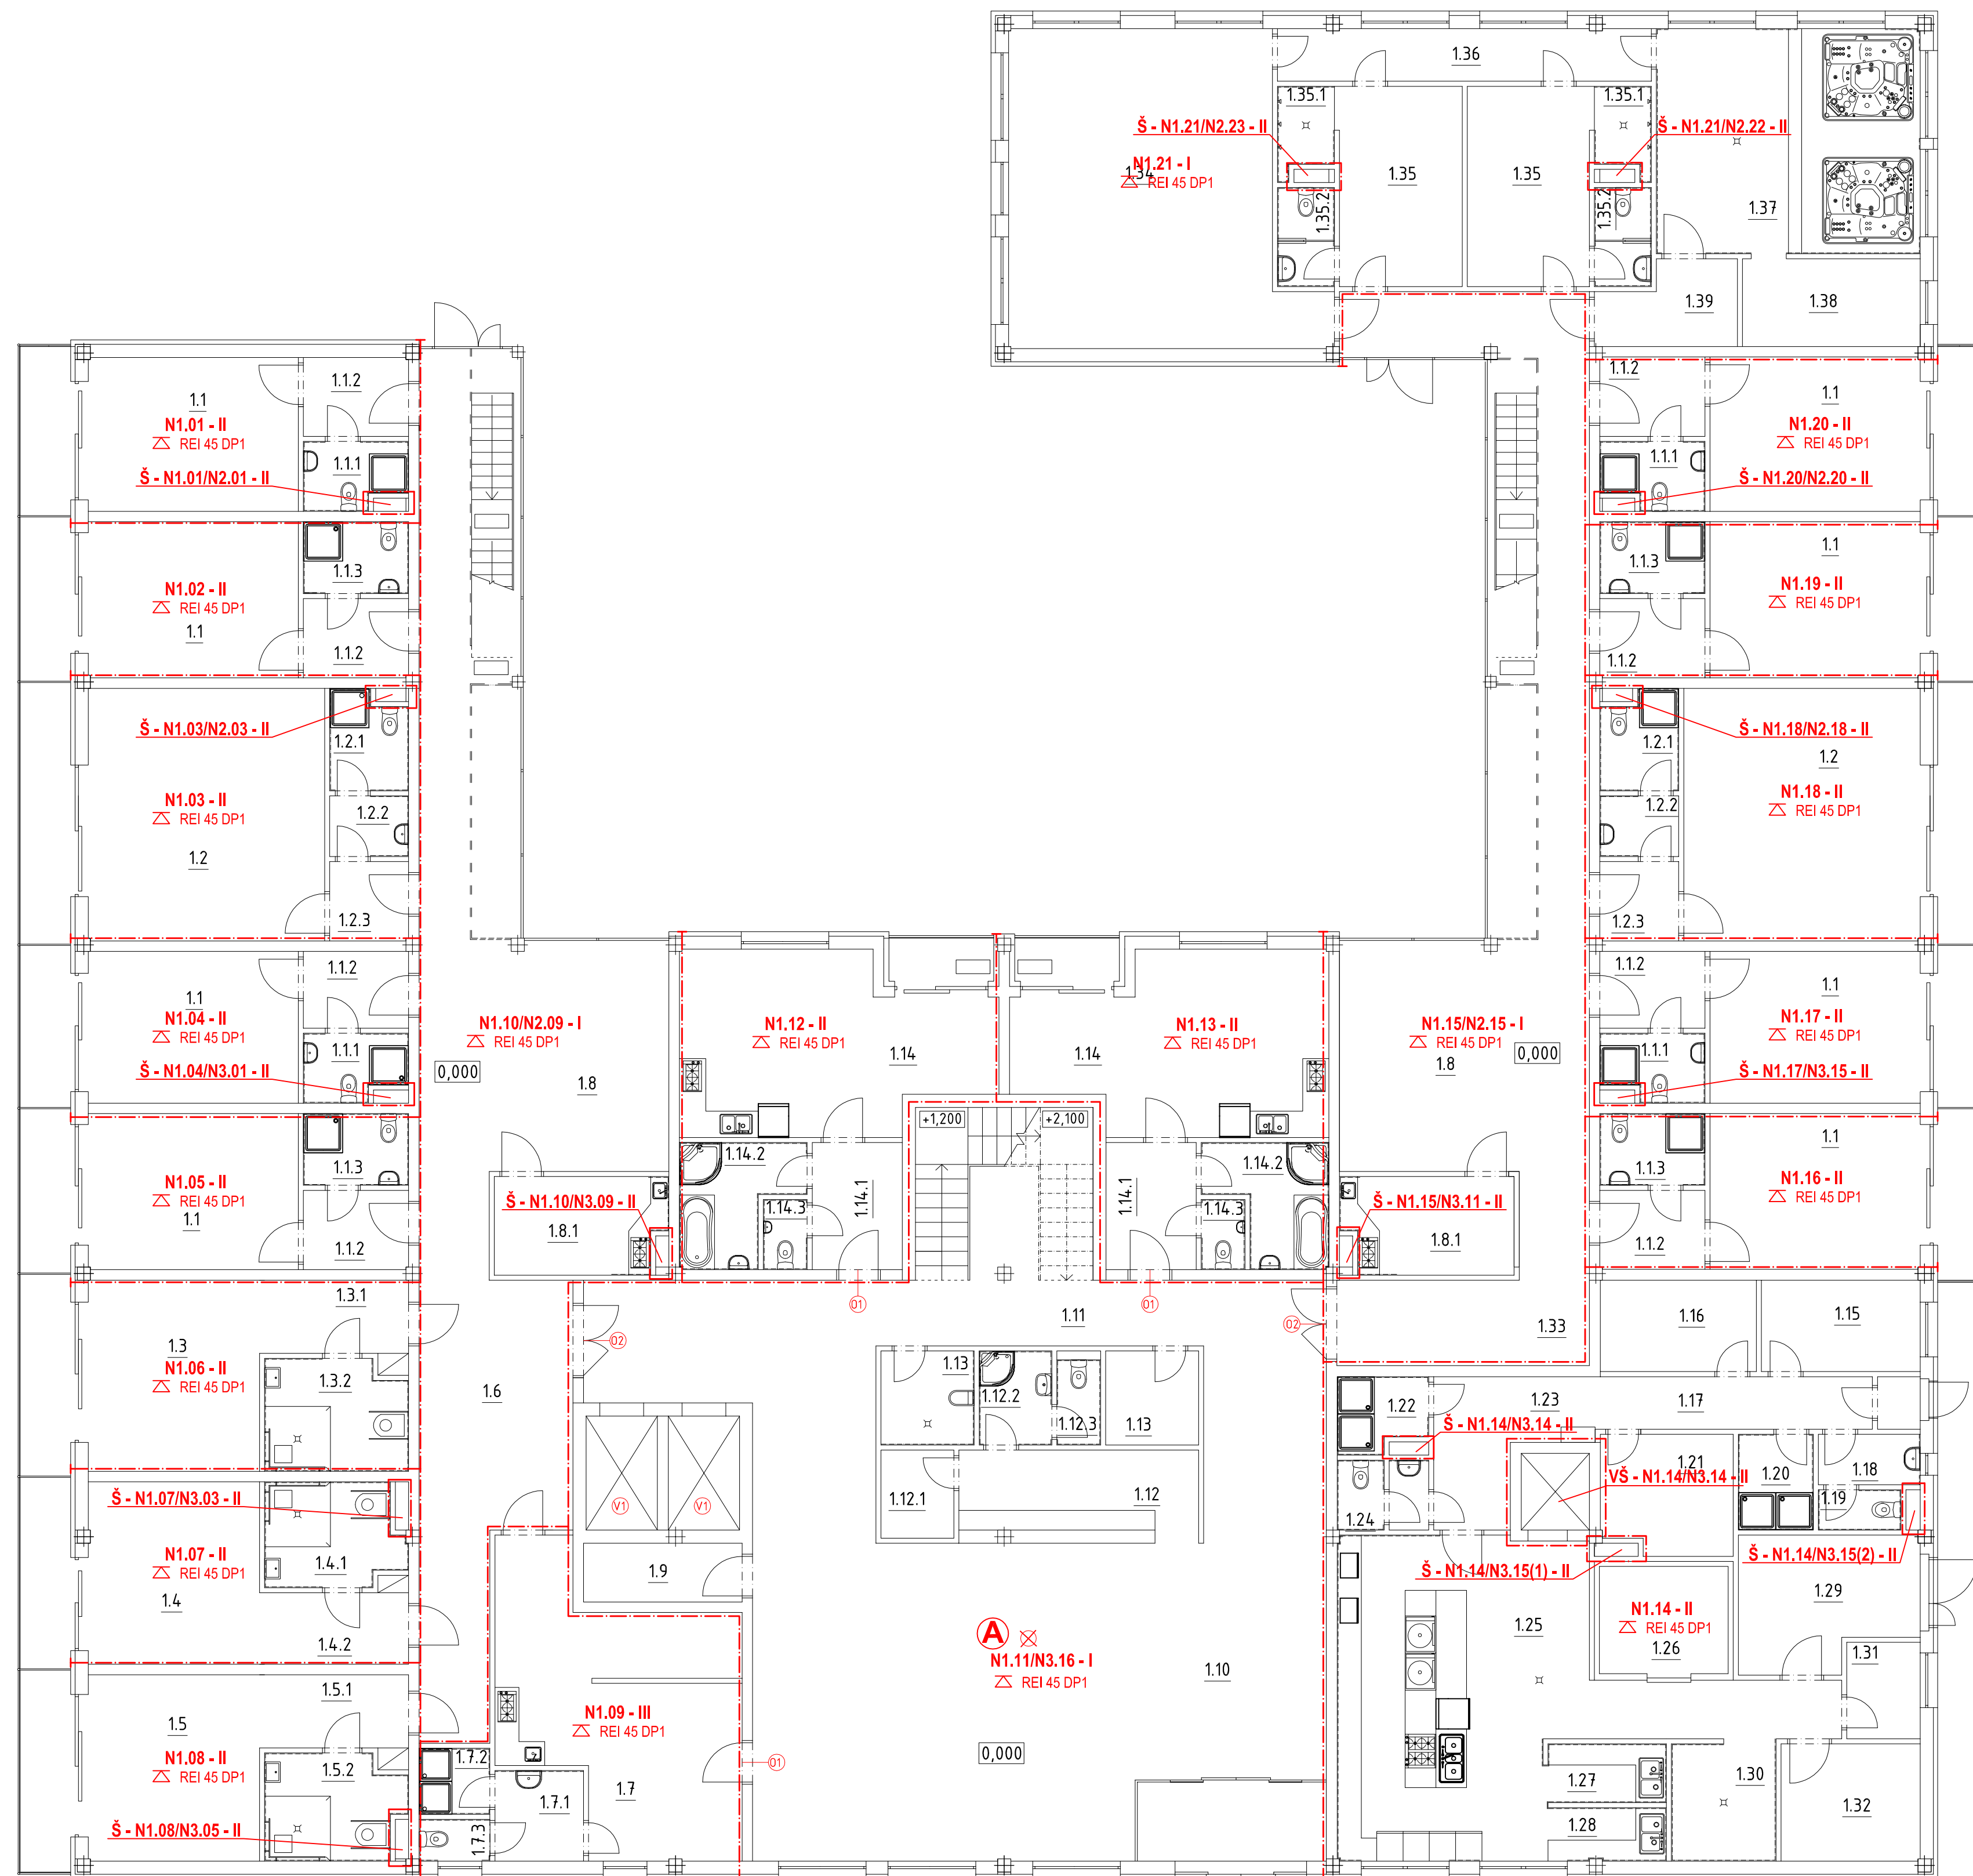 1.36
1.35.1
1.35.1
Š - N1.21/N2.23 - II
Š - N1.21/N2.22 - II
N1.21 - I
1.34
REI 45 DP1
1.35
1.35
1.35.2
1.35.2
1.37
1.39
1.38
1.1.2
1.1
N1.01 - II
REI 45 DP1
1.1.1
Š - N1.01/N2.01 - II
1.1.2
1.1
N1.20 - II
REI 45 DP1
1.1.1
Š - N1.20/N2.20 - II
1.1.3
N1.02 - II
REI 45 DP1
1.1
1.1.2
1.1
1.1.3
N1.19 - II
REI 45 DP1
1.1.2
Š - N1.03/N2.03 - II
1.2.1
N1.03 - II
REI 45 DP1
1.2.2
1.2
1.2.3
Š - N1.18/N2.18 - II
1.2.1
1.2
N1.18 - II
REI 45 DP1
1.2.2
1.2.3
1.1.2
1.1
N1.04 - II
REI 45 DP1
1.1.1
Š - N1.04/N3.01 - II
N1.10/N2.09 - I
REI 45 DP1
0,000
1.8
N1.12 - II
REI 45 DP1
1.14
N1.13 - II
REI 45 DP1
1.14
N1.15/N2.15 - I
REI 45 DP1
0,000
1.8
1.1.2
1.1
N1.17 - II
REI 45 DP1
1.1.1
Š - N1.17/N3.15 - II
+1,200
+2,100
1.1.3
N1.05 - II
REI 45 DP1
1.1
1.1.2
Š - N1.10/N3.09 - II
1.8.1
1.14.2
1.14.3
1.14.1
1.14.1
1.14.2
1.14.3
Š - N1.15/N3.11 - II
1.8.1
1.1
1.1.3
N1.16 - II
REI 45 DP1
1.1.2
1.3.1
1.3
N1.06 - II
REI 45 DP1
1.3.2
01
01
02
02
1.11
1.33
1.16
1.15
1.6
1.13
1.12.2
1.12.3
1.13
1.22
1.23
1.17
Š - N1.14/N3.14 - II
1.21
VŠ - N1.14/N3.14 - II
1.20
1.18
1.19
1.24
V1
V1
1.12.1
1.12
Š - N1.07/N3.03 - II
N1.07 - II
REI 45 DP1
1.4.1
1.4
1.4.2
1.9
Š - N1.14/N3.15(1) - II
Š - N1.14/N3.15(2) - II
1.29
N1.14 - II
REI 45 DP1
1.26
1.25
1.31
A
N1.11/N3.16 - I
REI 45 DP1
1.10
1.5.1
1.5
N1.08 - II
REI 45 DP1
1.5.2
Š - N1.08/N3.05 - II
N1.09 - III
REI 45 DP1
01
0,000
1.7.2
1.7
1.7.1
1.7.3
1.27
1.28
1.30
1.32